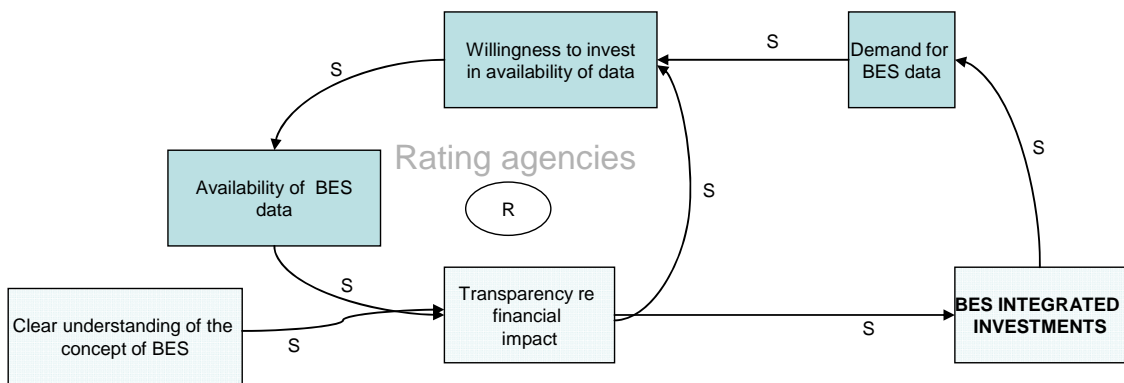 Willingness to invest
in availability of data
S
Demand for
BES data
S
S
Rating agencies
Availability of BES
data
R
S
S
Clear understanding of the
concept of BES
S
Transparency re
financial
impact
S
BES INTEGRATED
INVESTMENTS